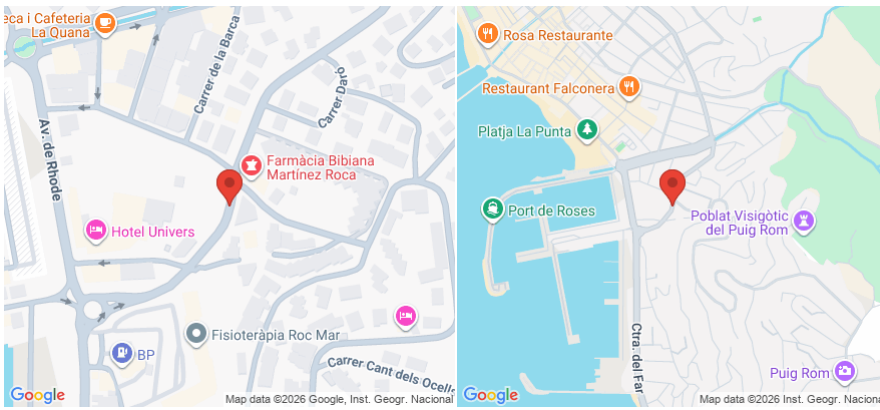 eca i Cafeteria
La Quana
Carrer de la Barca
Carrer Daró
Av. de Rhode
Farmàcia Bibiana
Martínez Roca
Hotel Univers
Fisioteràpia Roc Mar
BP
Carrer Cant dels Ocells
Google
Map data ©2026 Google, Inst. Geogr. Nacional
Rosa Restaurante
Restaurant Falconera
Platja La Punta
Port de Roses
Poblat Visigòtic
del Puig Rom
Ctra. del Far
Puig Rom
Google
Map data ©2026 Google, Inst. Geogr. Naciona